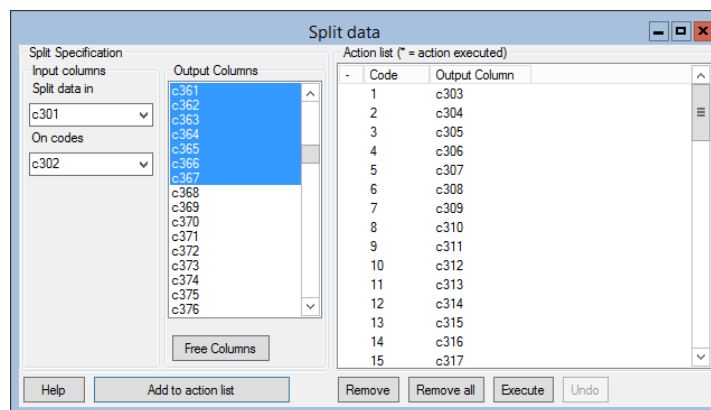 Split data
Split Specification
Input columns
Split data in
c301
On codes
c302
Output Columns
c361
c362
c363
c364
c365
c366
c367
c368
c369
c370
c371
c372
c373
c374
c375
c376
Free Columns
Action list (* = action executed)
- Code Output Column
1 c303
2 c304
3 c305
4 c306
5 c307
6 c308
7 c309
8 c310
9 c311
10 c312
11 c313
12 c314
13 c315
14 c316
15 c317
Help Add to action list Remove Remove all Execute Undo